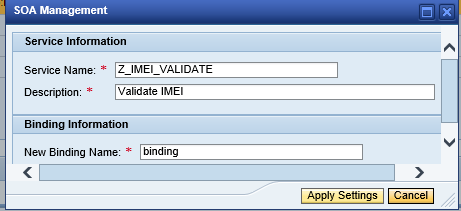 SOA Management
Service Information
Service Name: * Z_IMEI_VALIDATE
Description: * Validate IMEI
Binding Information
New Binding Name: * binding
Apply Settings Cancel